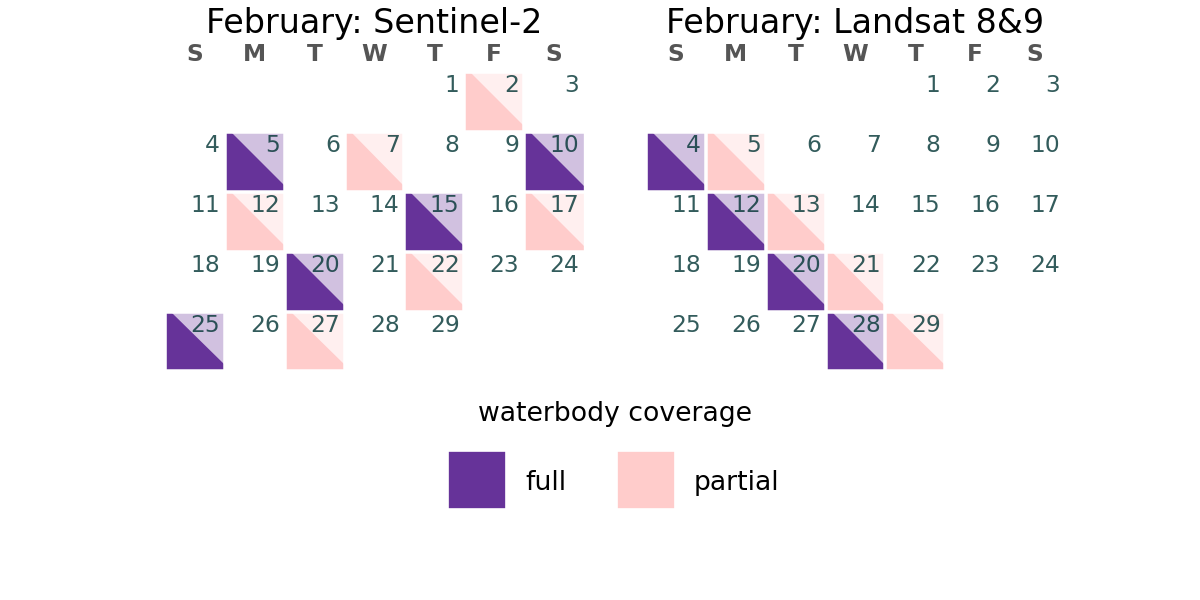 February: Sentinel-2
S M T W T F S
1 2 3
4 5 6 7 8 9 10
11 12 13 14 15 16 17
18 19 20 21 22 23 24
25 26 27 28 29
February: Landsat 8&9
S M T W T F S
1 2 3
4 5 6 7 8 9 10
11 12 13 14 15 16 17
18 19 20 21 22 23 24
25 26 27 28 29
waterbody coverage
full partial